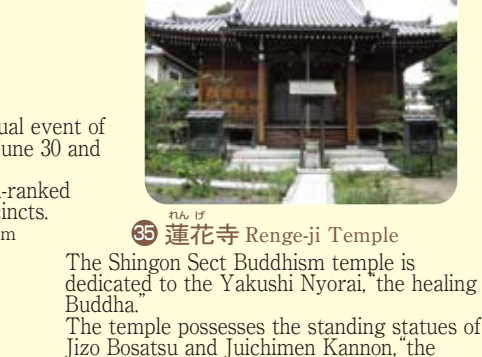 ual event of
une 30 and
-ranked
incts.
m
れん げ
35 蓮花寺 Renge-ji Temple
The Shingon Sect Buddhism temple is
dedicated to the Yakushi Nyorai,“the healing
Buddha.”
The temple possesses the standing statues of
Jizo Bosatsu and Juichimen Kannon,“the